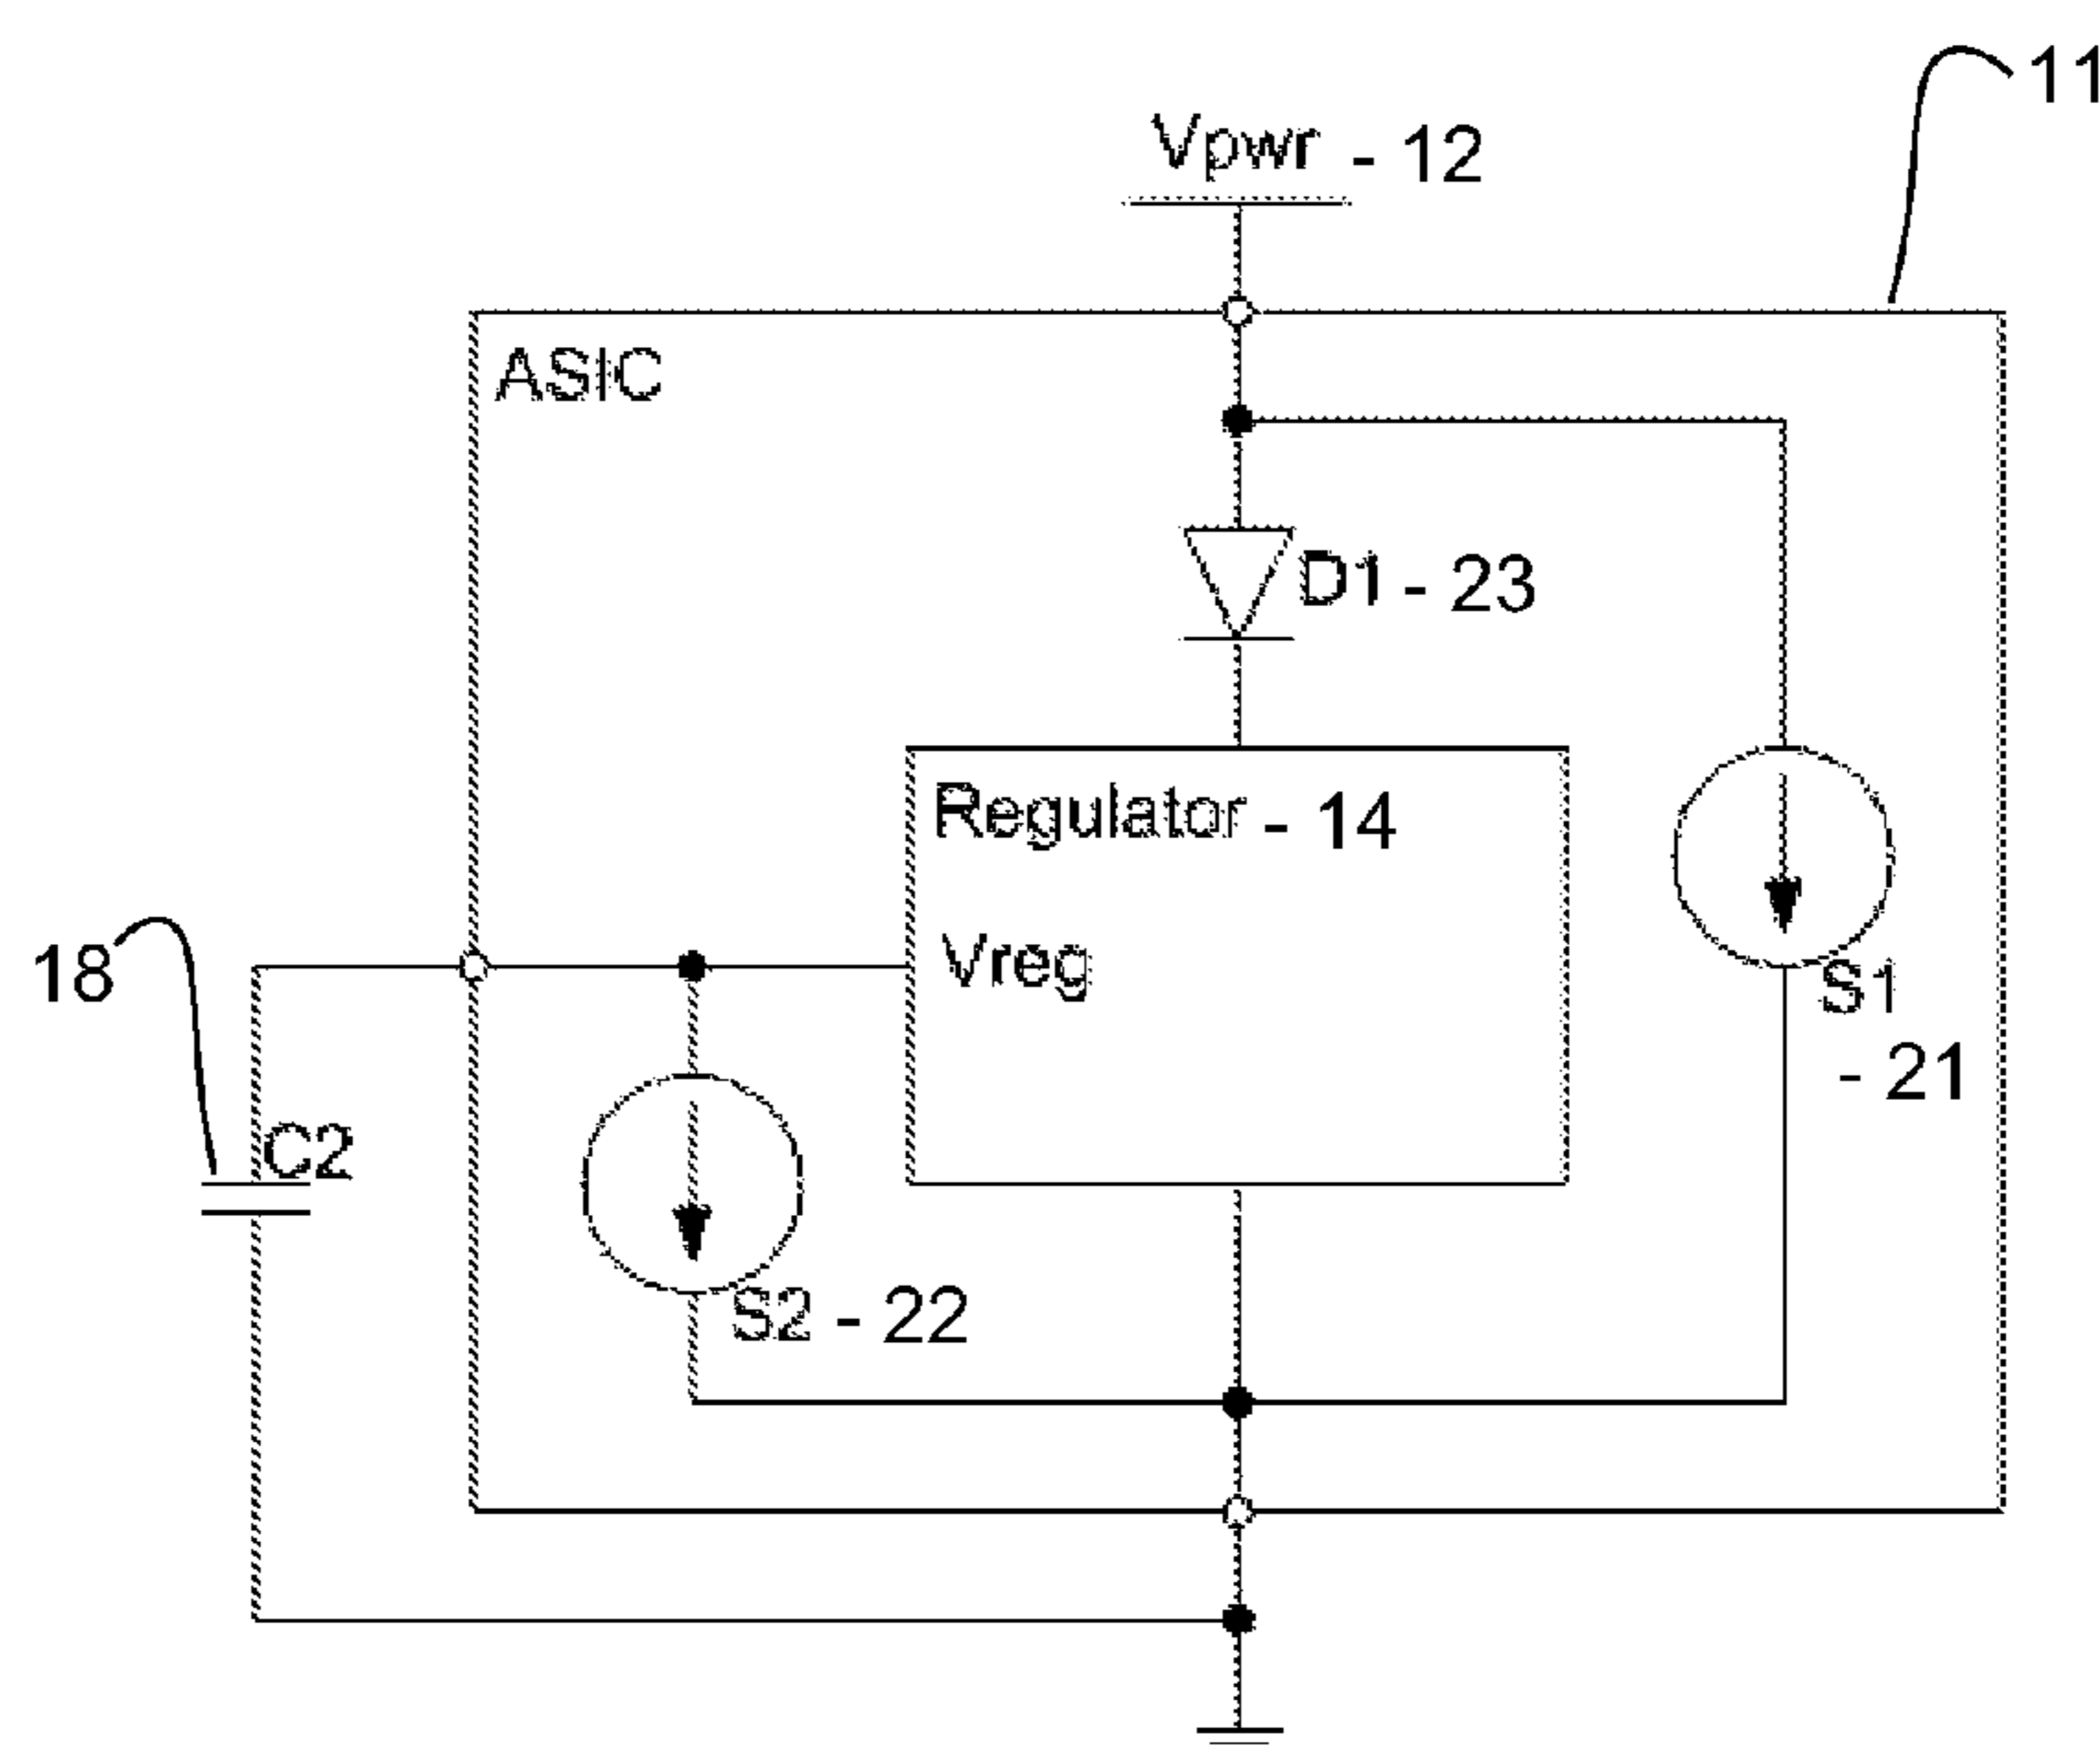 11
Vpwr - 12
ASIC
D1 - 23
Regulator - 14
Vreg
18
S1
- 21
C2
S2 - 22